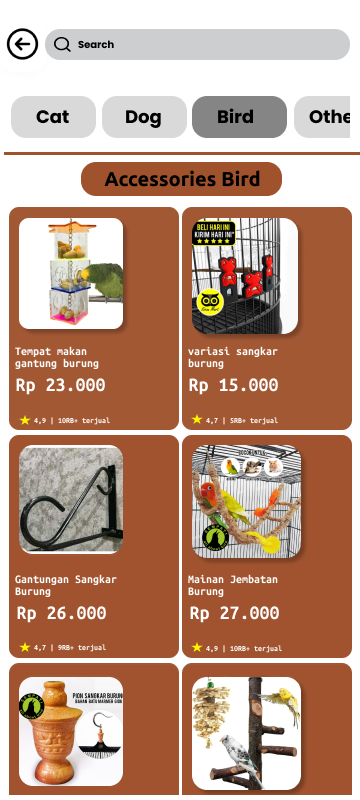 Search
Cat
Dog
Bird
Othe
Accessories Bird
BELI HARI INI
KIRIM HARI INI*
Tempat makan
gantung burung
Rp 23.000
4,9 | 10RB+ terjual
variasi sangkar
burung
Rp 15.000
4,7 | 5RB+ terjual
Gantungan Sangkar
Burung
Rp 26.000
4,7 | 9RB+ terjual
Mainan Jembatan
Burung
Rp 27.000
4,9 | 10RB+ terjual
PION SANGKAR BURUNG